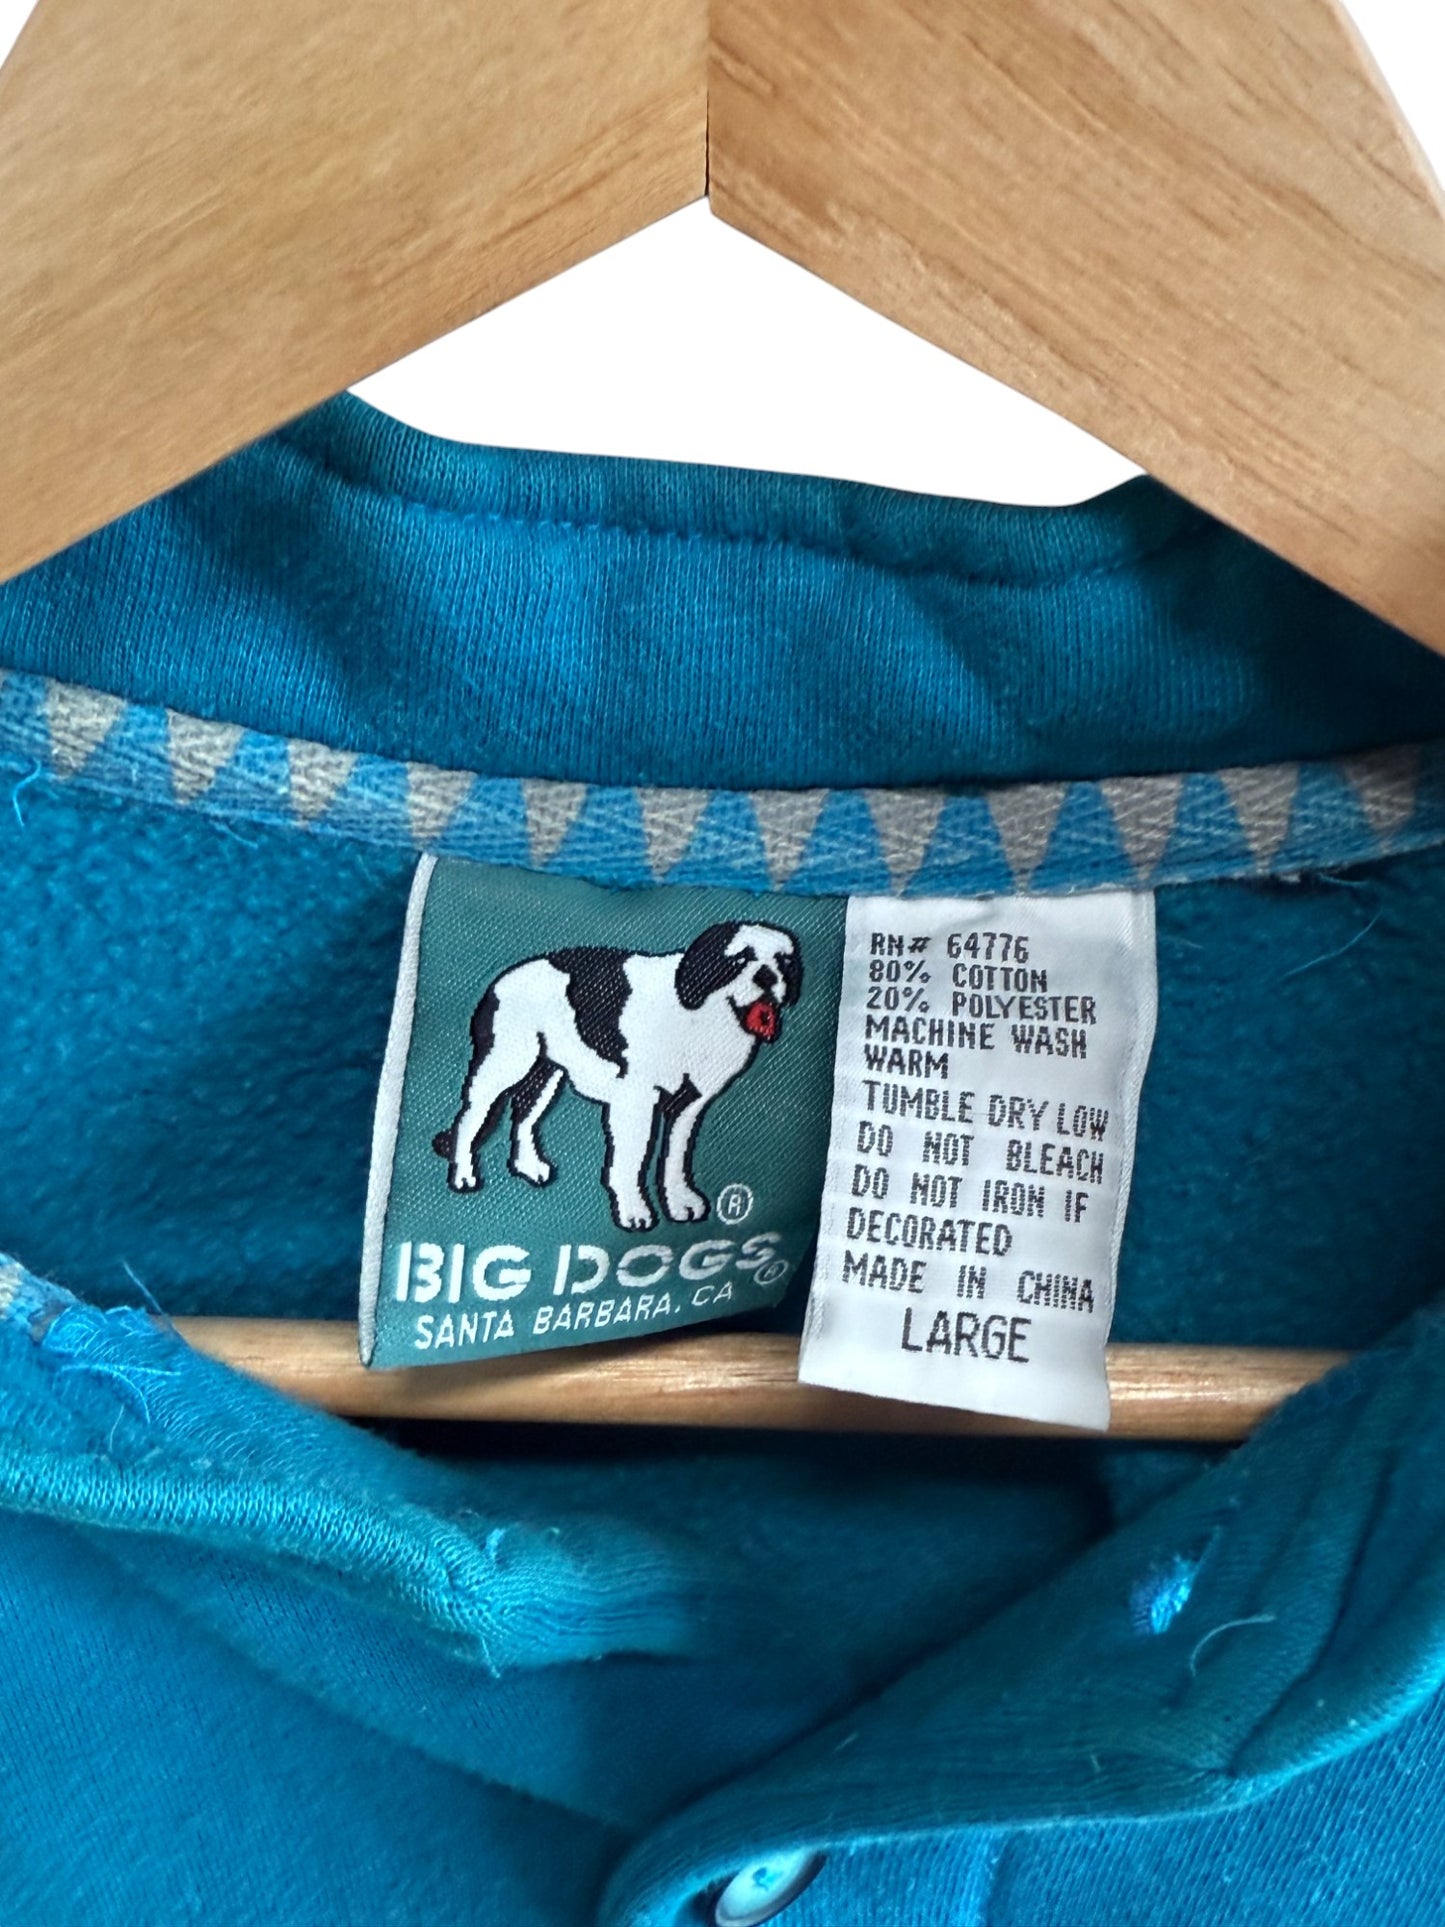 ®
BIG DOGS®
SANTA BARBARA, CA
RN# 64776
80% COTTON
20% POLYESTER
MACHINE WASH
WARM
TUMBLE DRY LOW
DO NOT BLEACH
DO NOT IRON IF
DECORATED
MADE IN CHINA
LARGE